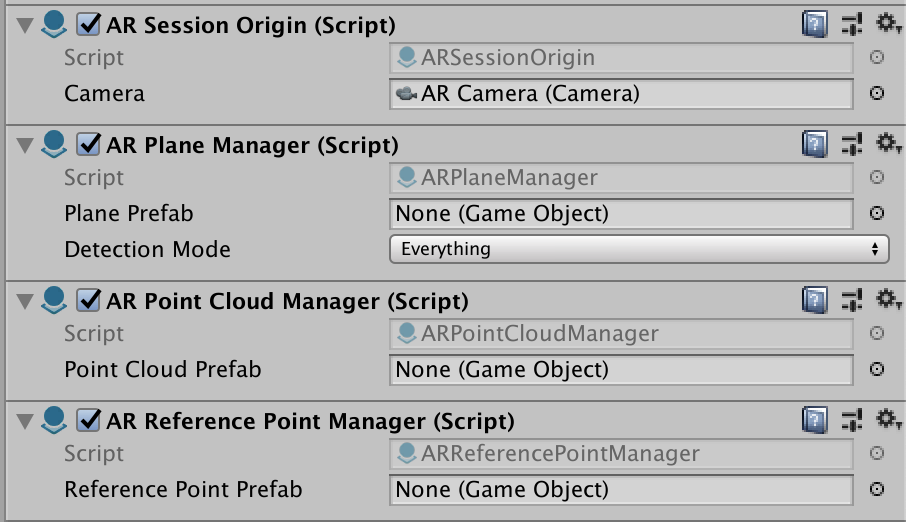 AR Session Origin (Script)
Script ARSessionOrigin
Camera AR Camera (Camera)
AR Plane Manager (Script)
Script ARPlaneManager
Plane Prefab None (Game Object)
Detection Mode Everything
AR Point Cloud Manager (Script)
Script ARPointCloudManager
Point Cloud Prefab None (Game Object)
AR Reference Point Manager (Script)
Script ARReferencePointManager
Reference Point Prefab None (Game Object)